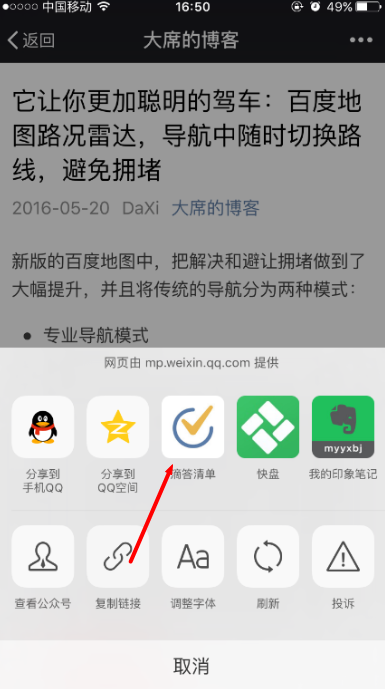 中国移动 16:50 49%
返回 大席的博客
它让你更加聪明的驾车：百度地
图路况雷达，导航中随时切换路
线，避免拥堵
2016-05-20 DaXi 大席的博客
新版的百度地图中，把解决和避让拥堵做到了
大幅提升，并且将传统的导航分为两种模式：
● 专业导航模式
网页由 mp.weixin.qq.com 提供
myyxbj
分享到 分享到 滴答清单 快盘 我的印象笔记
手机QQ QQ空间
Aa
查看公众号 复制链接 调整字体 刷新 投诉
取消